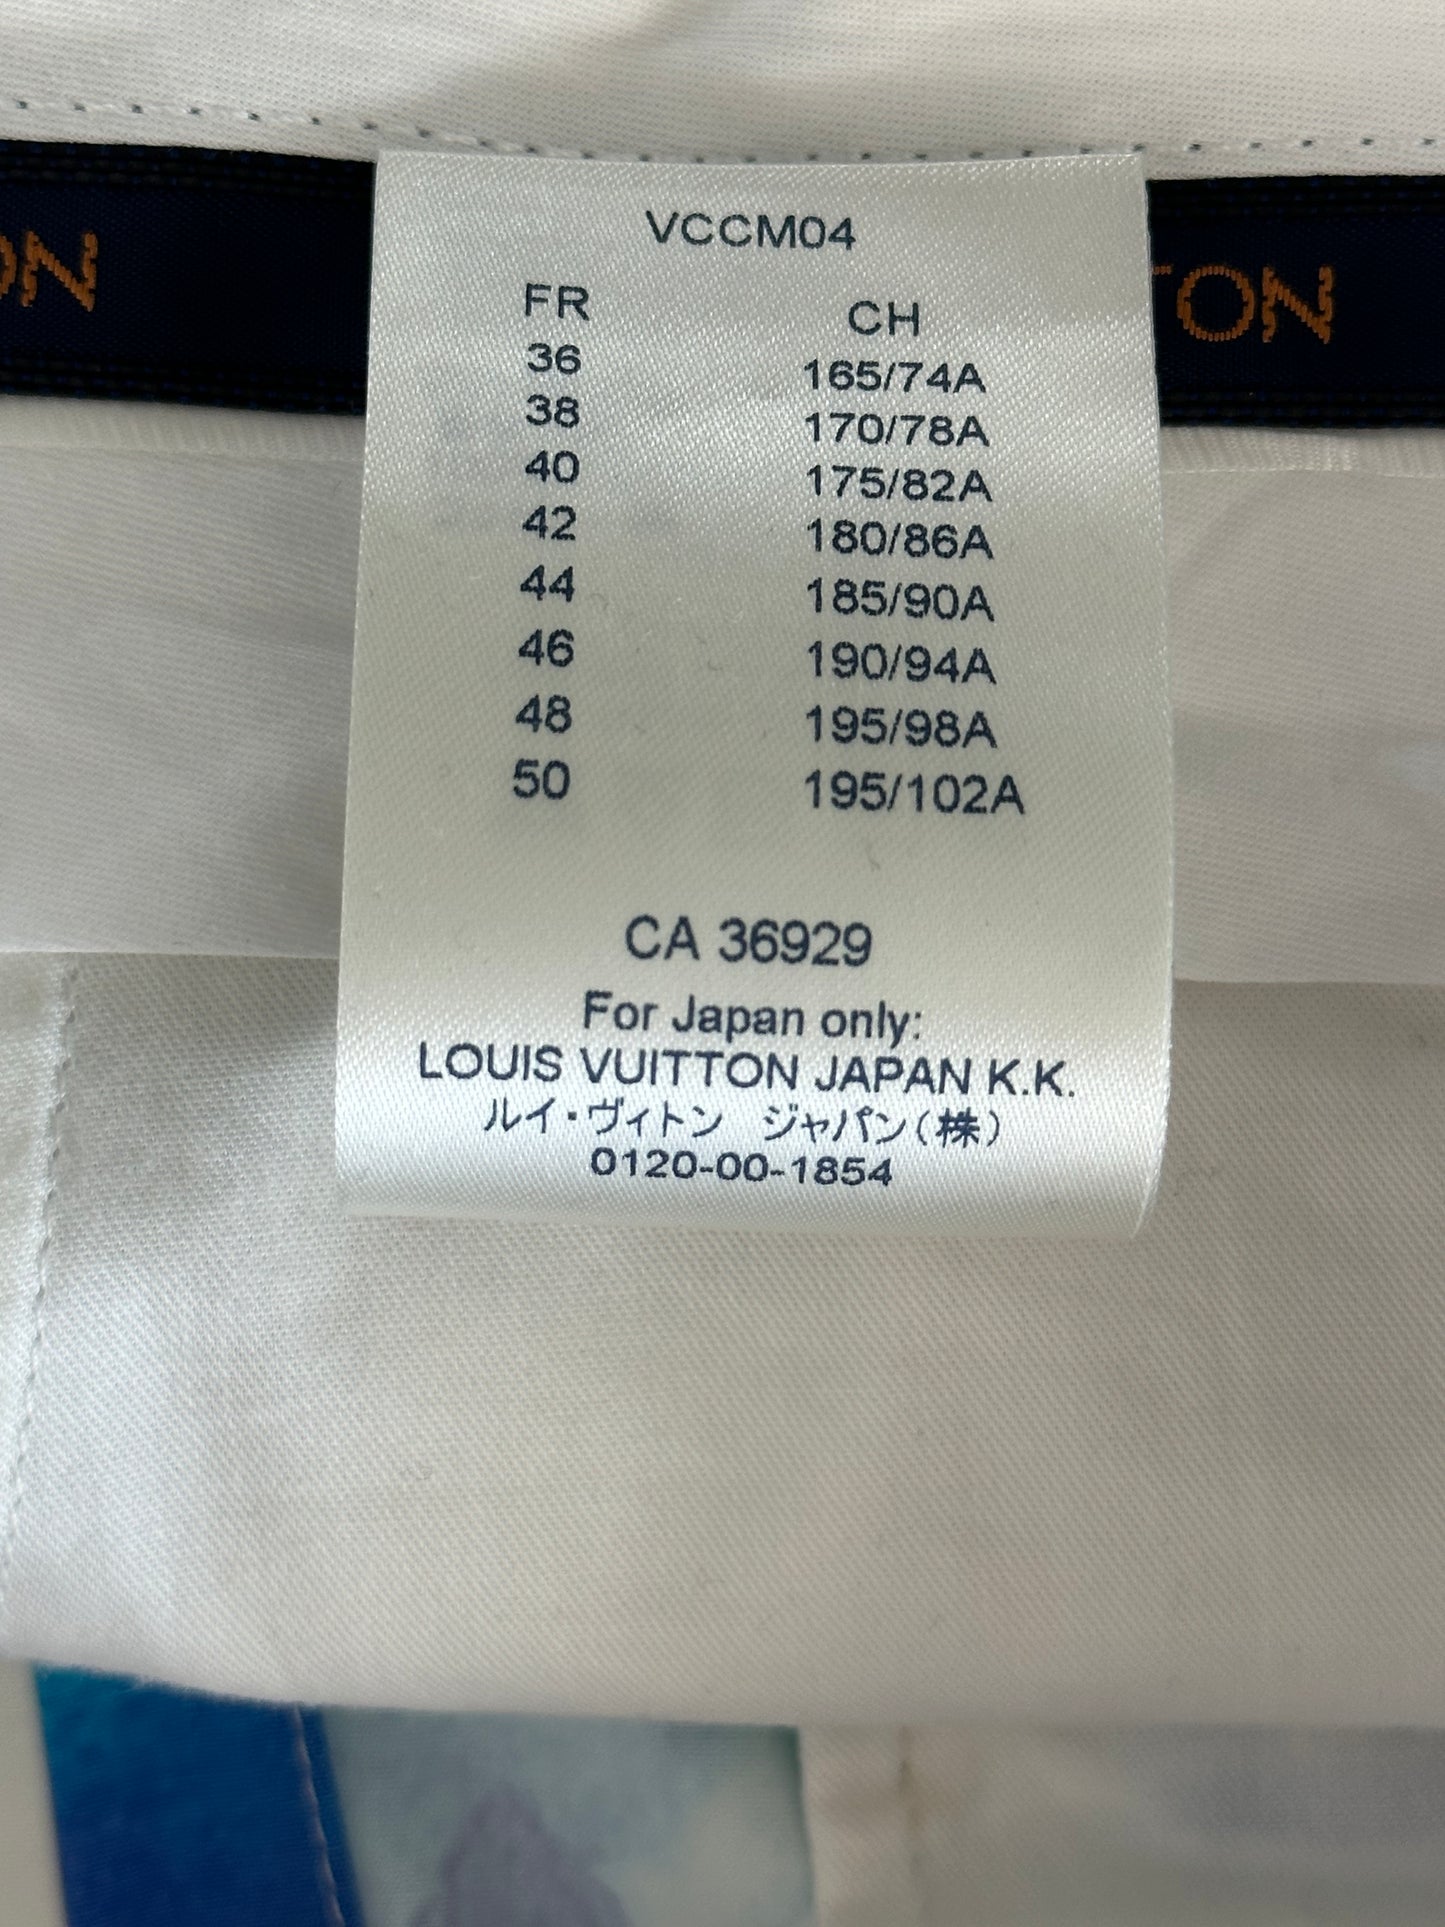 VCCM04
FR CH
36 165/74A
38 170/78A
40 175/82A
42 180/86A
44 185/90A
46 190/94A
48 195/98A
50 195/102A
CA 36929
For Japan only:
LOUIS VUITTON JAPAN K.K.
ルイ・ヴィトン ジャパン(株)
0120-00-1854
ON
TON